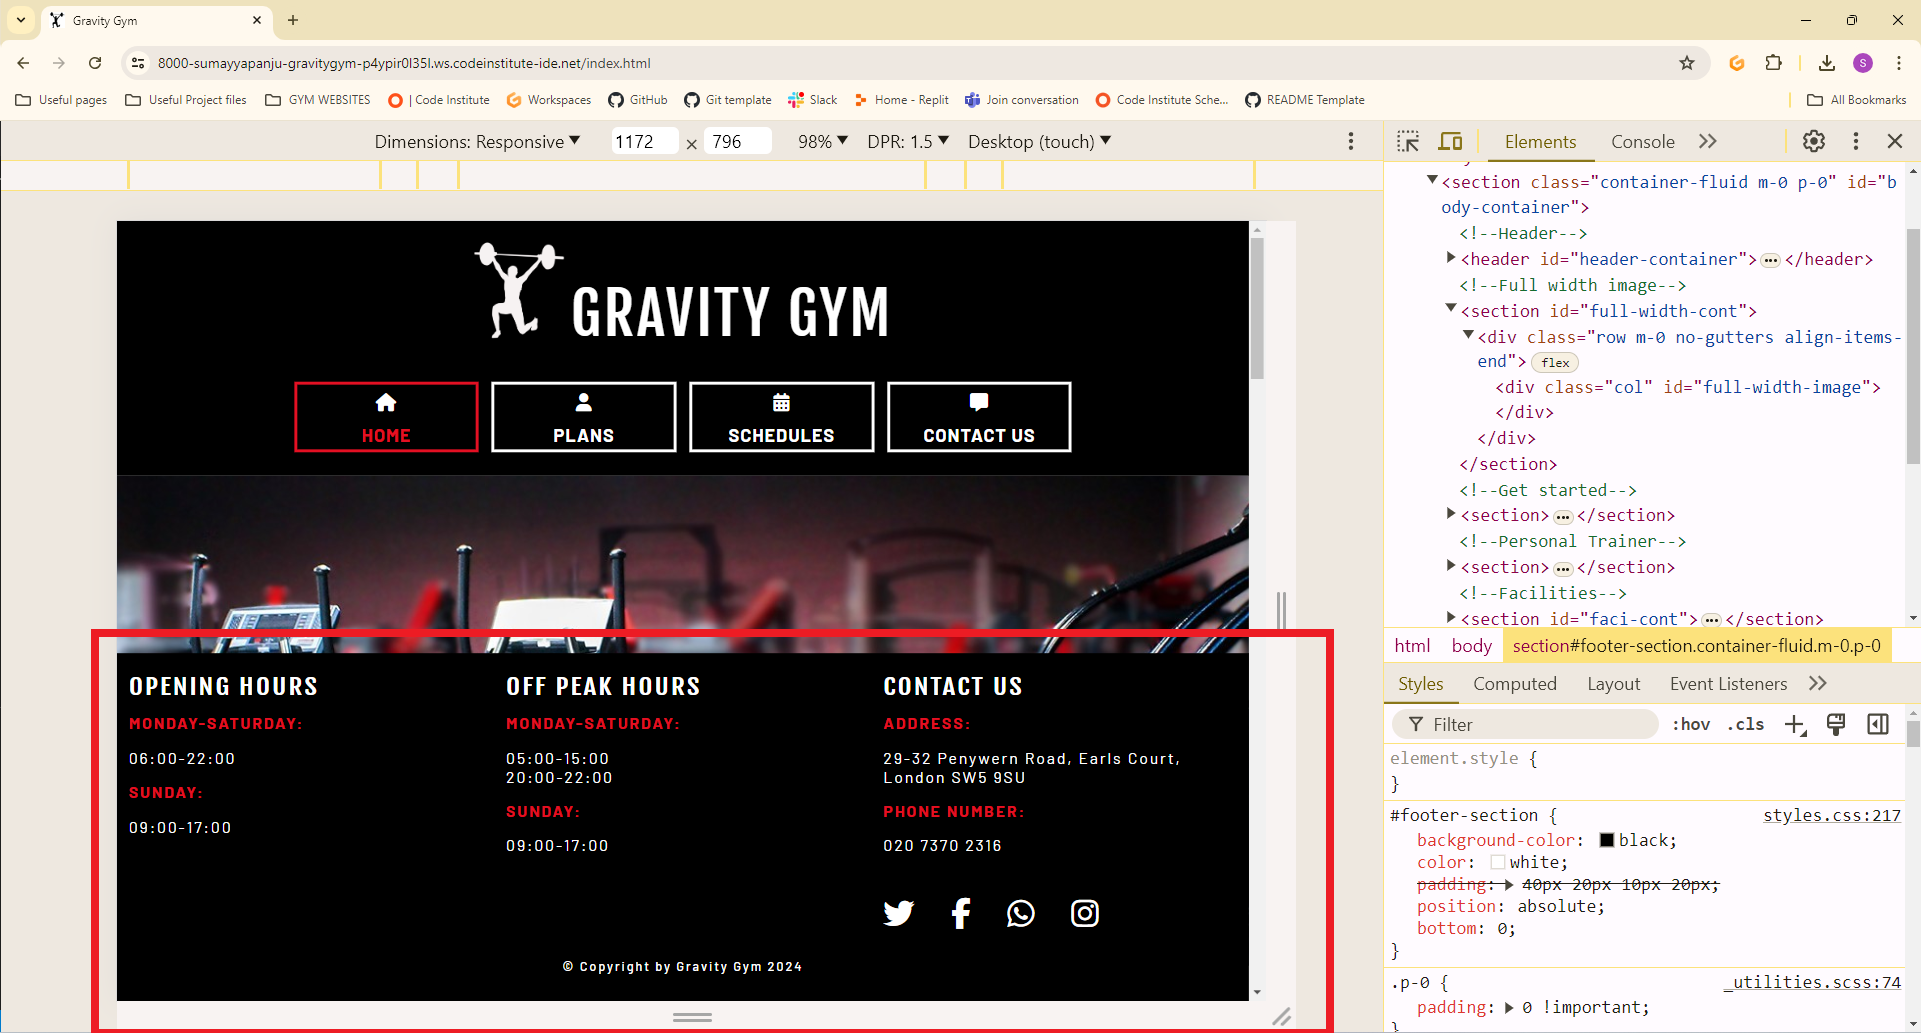 Gravity Gym
8000-sumayyapanju-gravitygym-p4ypir0l35l.ws.codeinstitute-ide.net/index.html
S
Useful pages
Useful Project files
GYM WEBSITES
| Code Institute
Workspaces
GitHub
Git template
Slack
Home - Replit
Join conversation
Code Institute Sche...
README Template
All Bookmarks
Dimensions: Responsive
1172 × 796
98%
DPR: 1.5
Desktop (touch)
GRAVITY GYM
HOME
PLANS
SCHEDULES
CONTACT US
OPENING HOURS
MONDAY-SATURDAY:
06:00-22:00
SUNDAY:
09:00-17:00
OFF PEAK HOURS
MONDAY-SATURDAY:
05:00-15:00
20:00-22:00
SUNDAY:
09:00-17:00
CONTACT US
ADDRESS:
29-32 Penywern Road, Earls Court,
London SW5 9SU
PHONE NUMBER:
020 7370 2316
© Copyright by Gravity Gym 2024
Elements
Console
<section class="container-fluid m-0 p-0" id="b
ody-container">
<!--Header-->
<header id="header-container"> ••• </header>
<!--Full width image-->
<section id="full-width-cont">
<div class="row m-0 no-gutters align-items-
end"> flex
<div class="col" id="full-width-image">
</div>
</div>
</section>
<!--Get started-->
<section> ••• </section>
<!--Personal Trainer-->
<section> ••• </section>
<!--Facilities-->
<section id="faci-cont"> ••• </section>
html
body
section#footer-section.container-fluid.m-0.p-0
Styles
Computed
Layout
Event Listeners
Filter
:hov
.cls
element.style {
}
#footer-section {
styles.css:217
background-color: black;
color: white;
padding: 40px 20px 10px 20px;
position: absolute;
bottom: 0;
}
.p-0 {
_utilities.scss:74
padding: 0 !important;
}